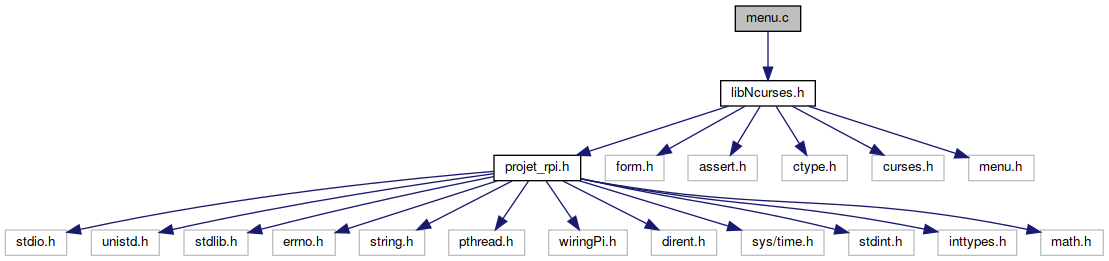 menu.c
libNcurses.h
projet_rpi.h
form.h
assert.h
ctype.h
curses.h
menu.h
stdio.h
unistd.h
stdlib.h
errno.h
string.h
pthread.h
wiringPi.h
dirent.h
sys/time.h
stdint.h
inttypes.h
math.h